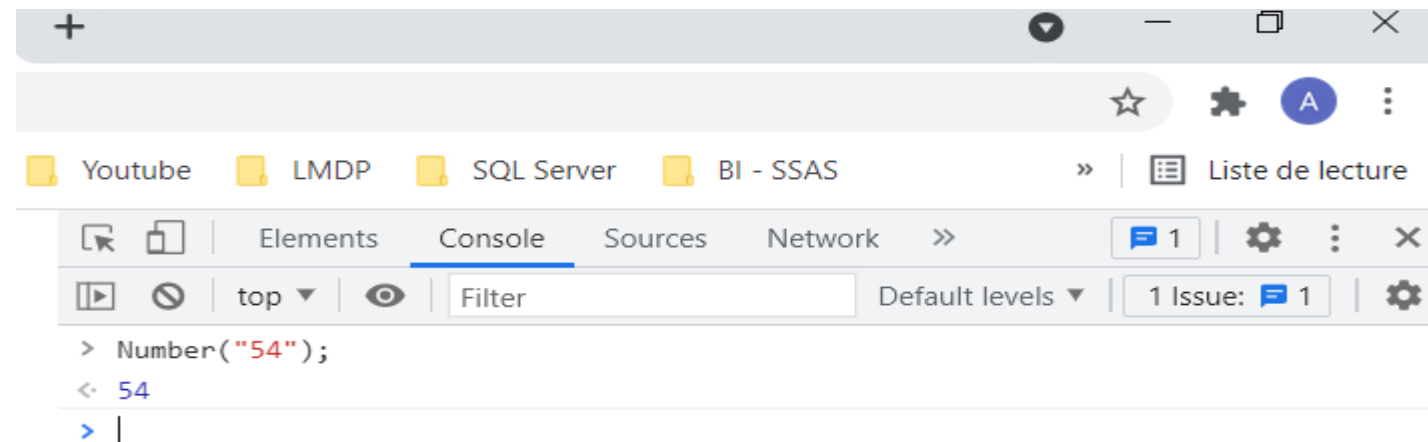 A
Youtube LMDP SQL Server BI - SSAS » Liste de lecture
Elements Console Sources Network » 1
top Filter Default levels 1 Issue: 1
> Number("54");
<· 54
>